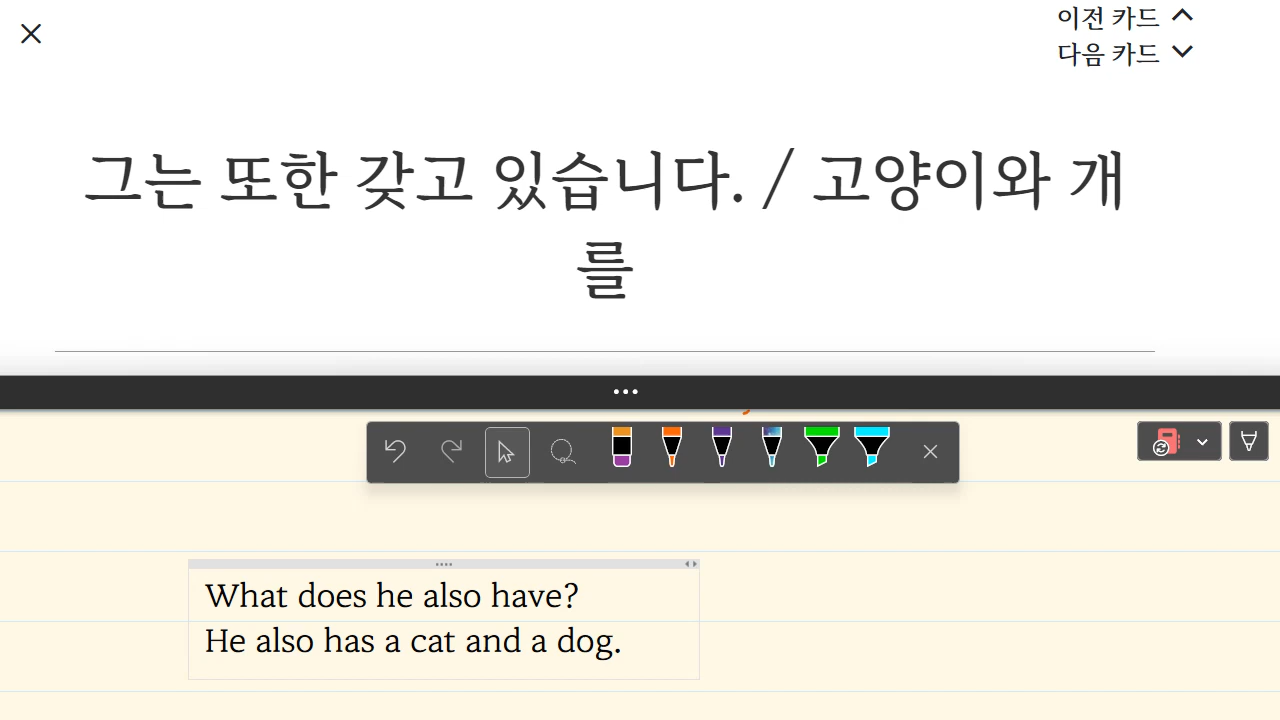 이전 카드
다음 카드
그는 또한 갖고 있습니다. / 고양이와 개
를
What does he also have?
He also has a cat and a dog.